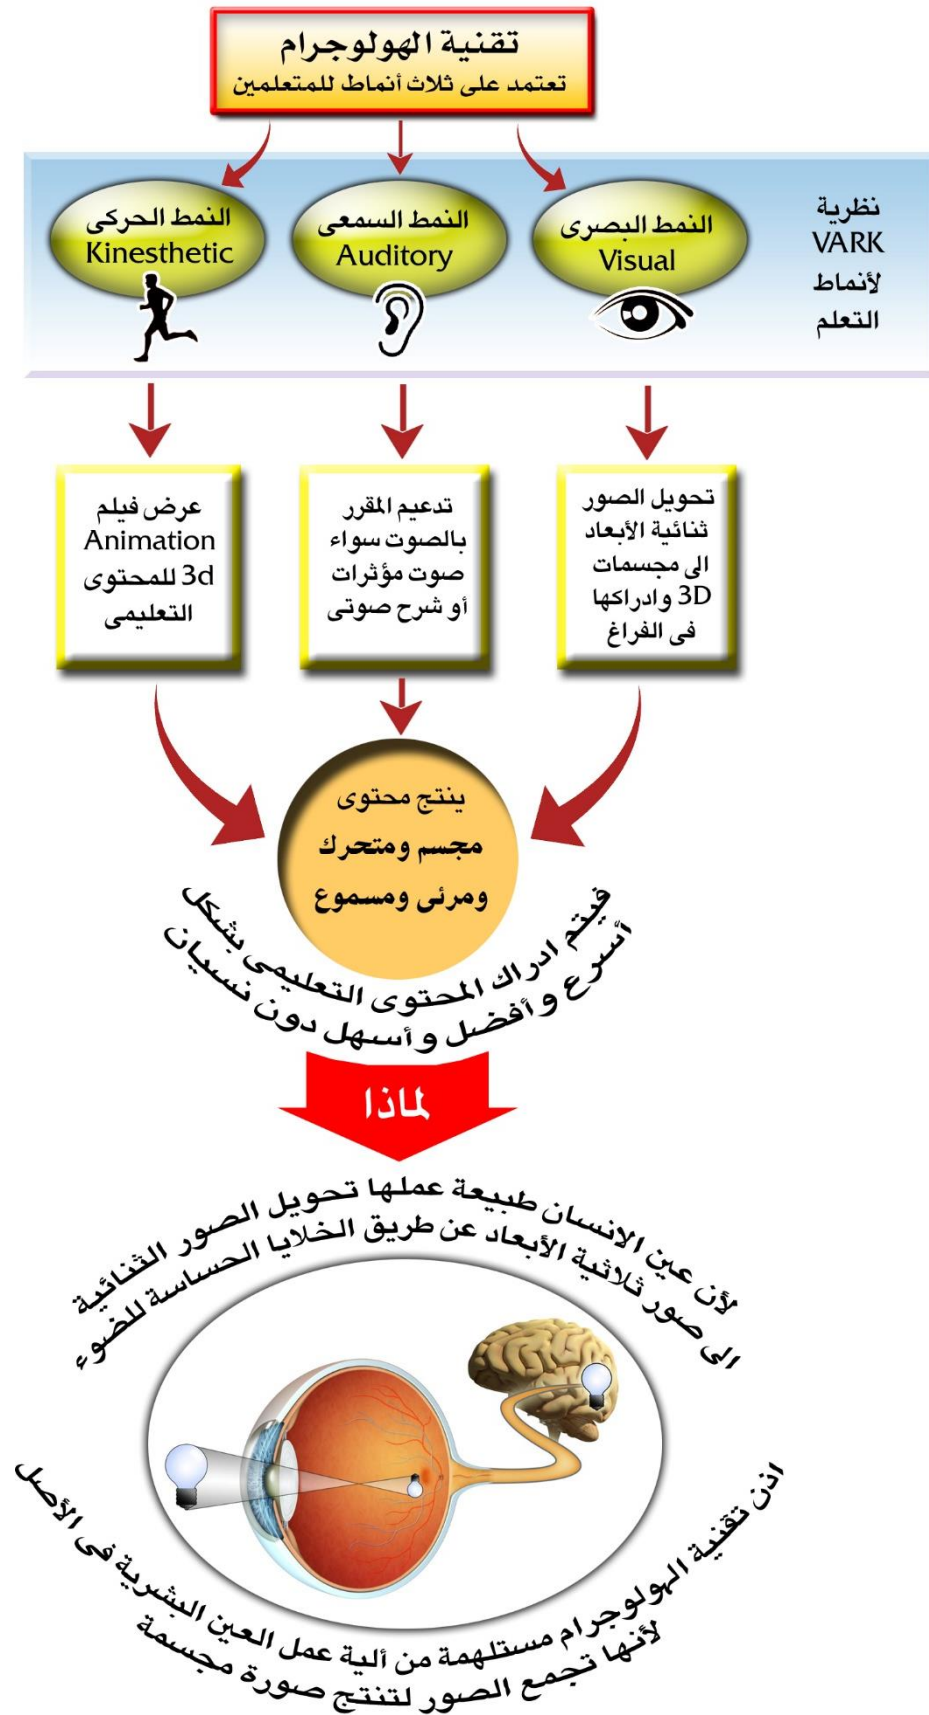 تقنية الهولوجرام
تعتمد على ثلاث أنماط للمتعلمين
نظرية
VARK
لأنماط
التعلم
النمط البصرى
Visual
النمط السمعى
Auditory
النمط الحركى
Kinesthetic
تحويل الصور
ثنائية الأبعاد
الى مجسمات
3D وادراكها
فى الفراغ
تدعيم المقرر
بالصوت سواء
صوت مؤثرات
أو شرح صوتى
عرض فيلم
Animation
3d للمحتوى
التعليمى
ينتج محتوى
مجسم ومتحرك
ومرئى ومسموع
فيتم ادراك المحتوى التعليمى بشكل
أسرع و أفضل و أسهل دون نسيان
لماذا
لأن عين الانسان طبيعة عملها تحويل الصور الثنائية
الى صور ثلاثية الأبعاد عن طريق الخلايا الحساسة للضوء
اذن تقنية الهولوجرام مستلهمة من ألية عمل العين البشرية فى الأصل
لأنها تجمع الصور لتنتج صورة مجسمة